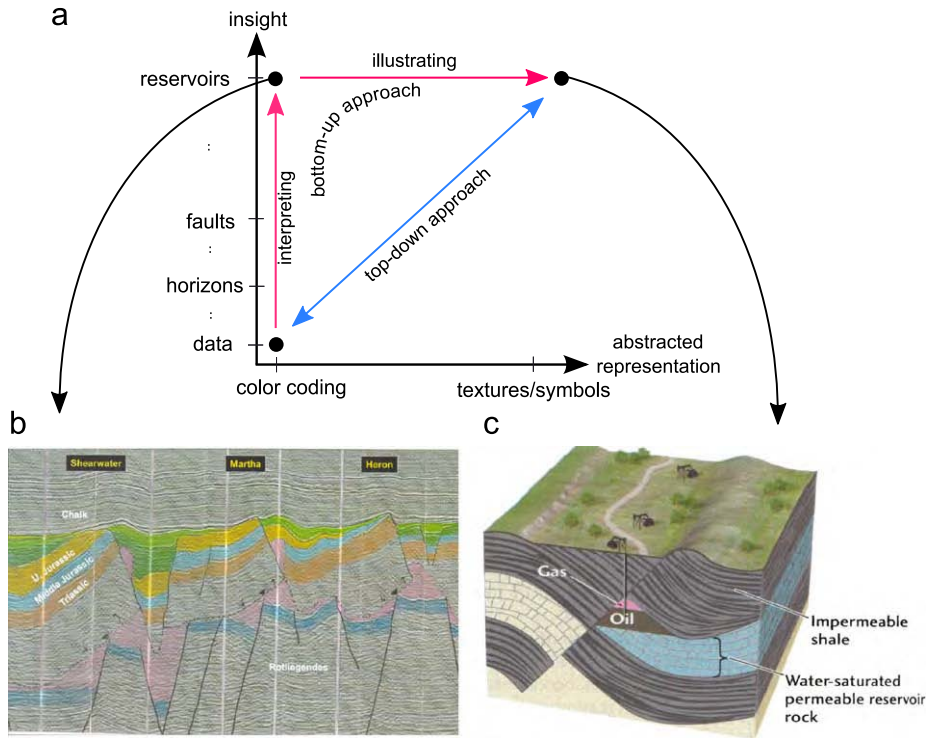 a
insight
reservoirs
illustrating
bottom-up approach
interpreting
top-down approach
:
faults
:
horizons
:
data
color coding
textures/symbols
abstracted
representation
b
Shearwater
Martha
Heron
Chalk
U. Jurassic
Middle Jurassic
Triassic
Rotliegendes
c
Gas
Oil
Impermeable
shale
Water-saturated
permeable reservoir
rock